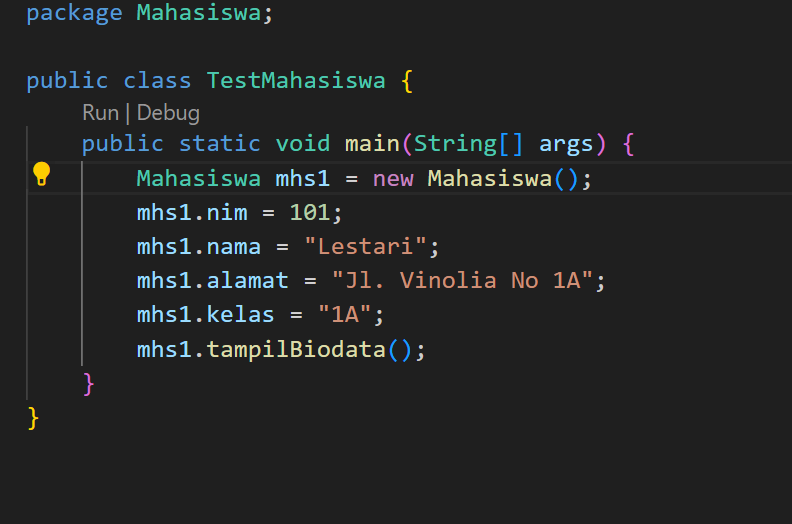 package Mahasiswa;
public class TestMahasiswa {
Run | Debug
public static void main(String[] args) {
Mahasiswa mhs1 = new Mahasiswa();
mhs1.nim = 101;
mhs1.nama = "Lestari";
mhs1.alamat = "Jl. Vinolia No 1A";
mhs1.kelas = "1A";
mhs1.tampilBiodata();
}
}